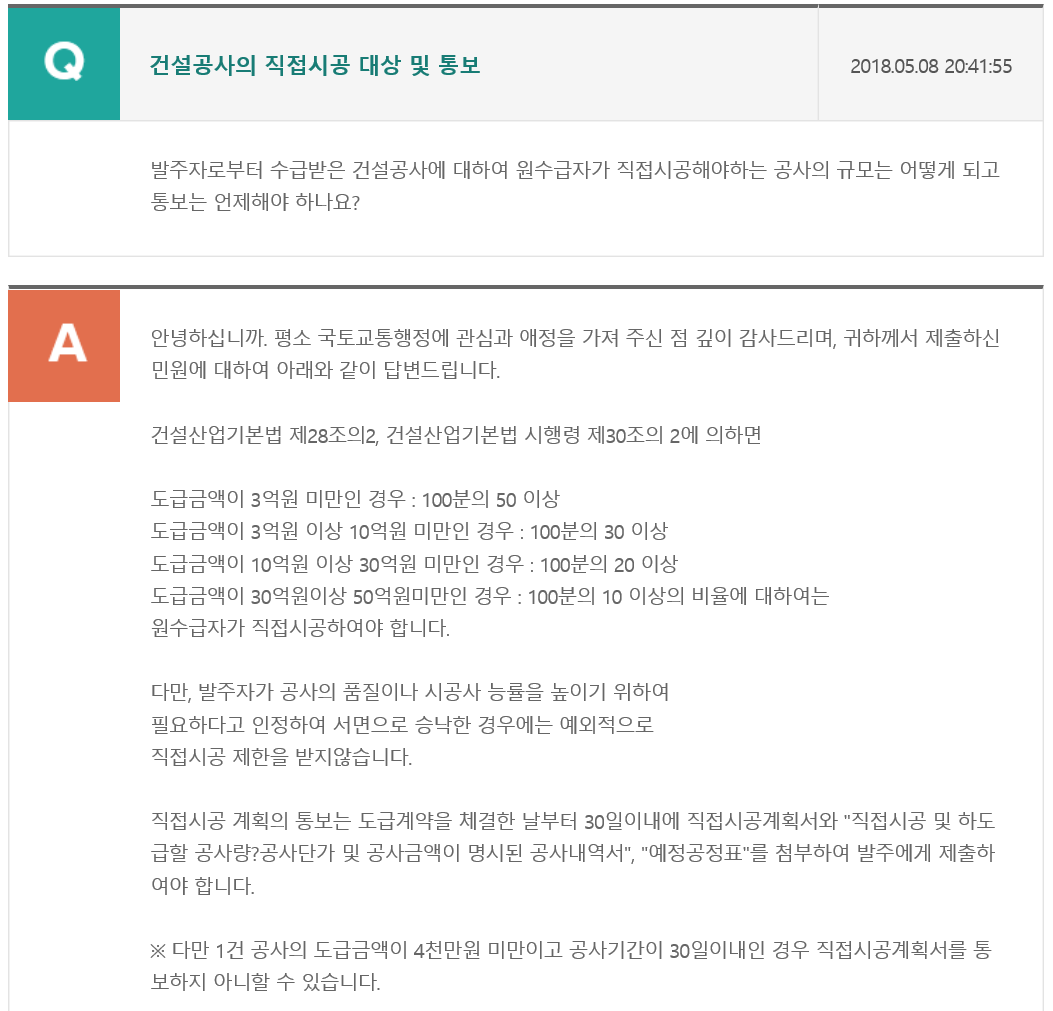 Q
건설공사의 직접시공 대상 및 통보
2018.05.08 20:41:55
발주자로부터 수급받은 건설공사에 대하여 원수급자가 직접시공해야하는 공사의 규모는 어떻게 되고
통보는 언제해야 하나요?
A
안녕하십니까. 평소 국토교통행정에 관심과 애정을 가져 주신 점 깊이 감사드리며, 귀하께서 제출하신
민원에 대하여 아래와 같이 답변드립니다.
건설산업기본법 제28조의2, 건설산업기본법 시행령 제30조의 2에 의하면
도급금액이 3억원 미만인 경우 : 100분의 50 이상
도급금액이 3억원 이상 10억원 미만인 경우 : 100분의 30 이상
도급금액이 10억원 이상 30억원 미만인 경우 : 100분의 20 이상
도급금액이 30억원이상 50억원미만인 경우 : 100분의 10 이상의 비율에 대하여는
원수급자가 직접시공하여야 합니다.
다만, 발주자가 공사의 품질이나 시공사 능률을 높이기 위하여
필요하다고 인정하여 서면으로 승낙한 경우에는 예외적으로
직접시공 제한을 받지않습니다.
직접시공 계획의 통보는 도급계약을 체결한 날부터 30일이내에 직접시공계획서와 "직접시공 및 하도
급할 공사량?공사단가 및 공사금액이 명시된 공사내역서", "예정공정표"를 첨부하여 발주에게 제출하
여야 합니다.
※ 다만 1건 공사의 도급금액이 4천만원 미만이고 공사기간이 30일이내인 경우 직접시공계획서를 통
보하지 아니할 수 있습니다.